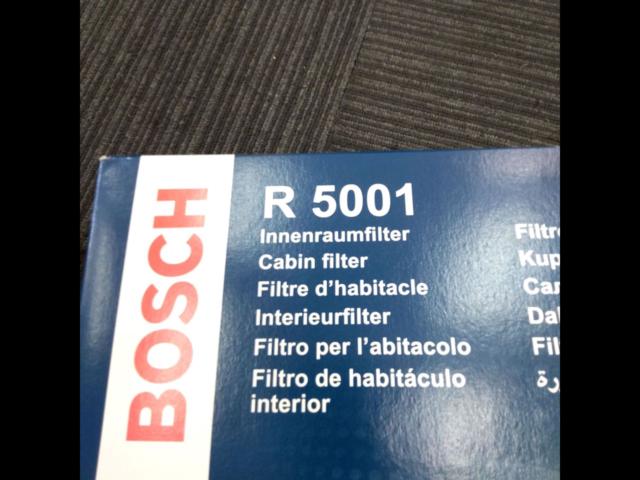 BOSCH
R 5001
Innenraumfilter
Cabin filter
Filtre d'habitacle
Interieurfilter
Filtro per l'abitacolo
Filtro de habitáculo
interior